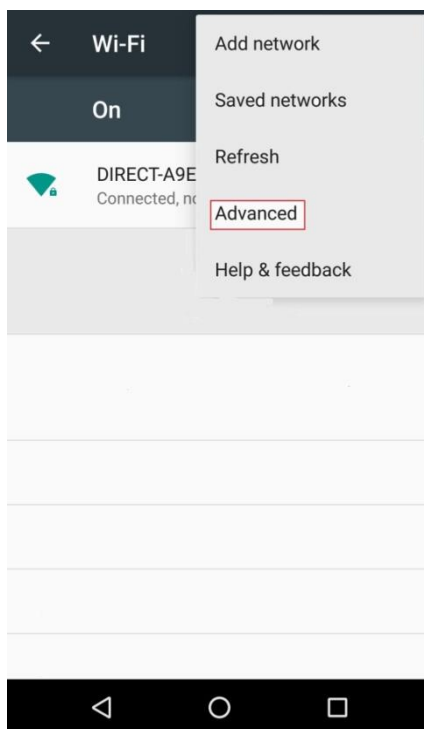 Wi-Fi
Add network
On
Saved networks
Refresh
DIRECT-A9E
Connected,
Advanced
Help & feedback